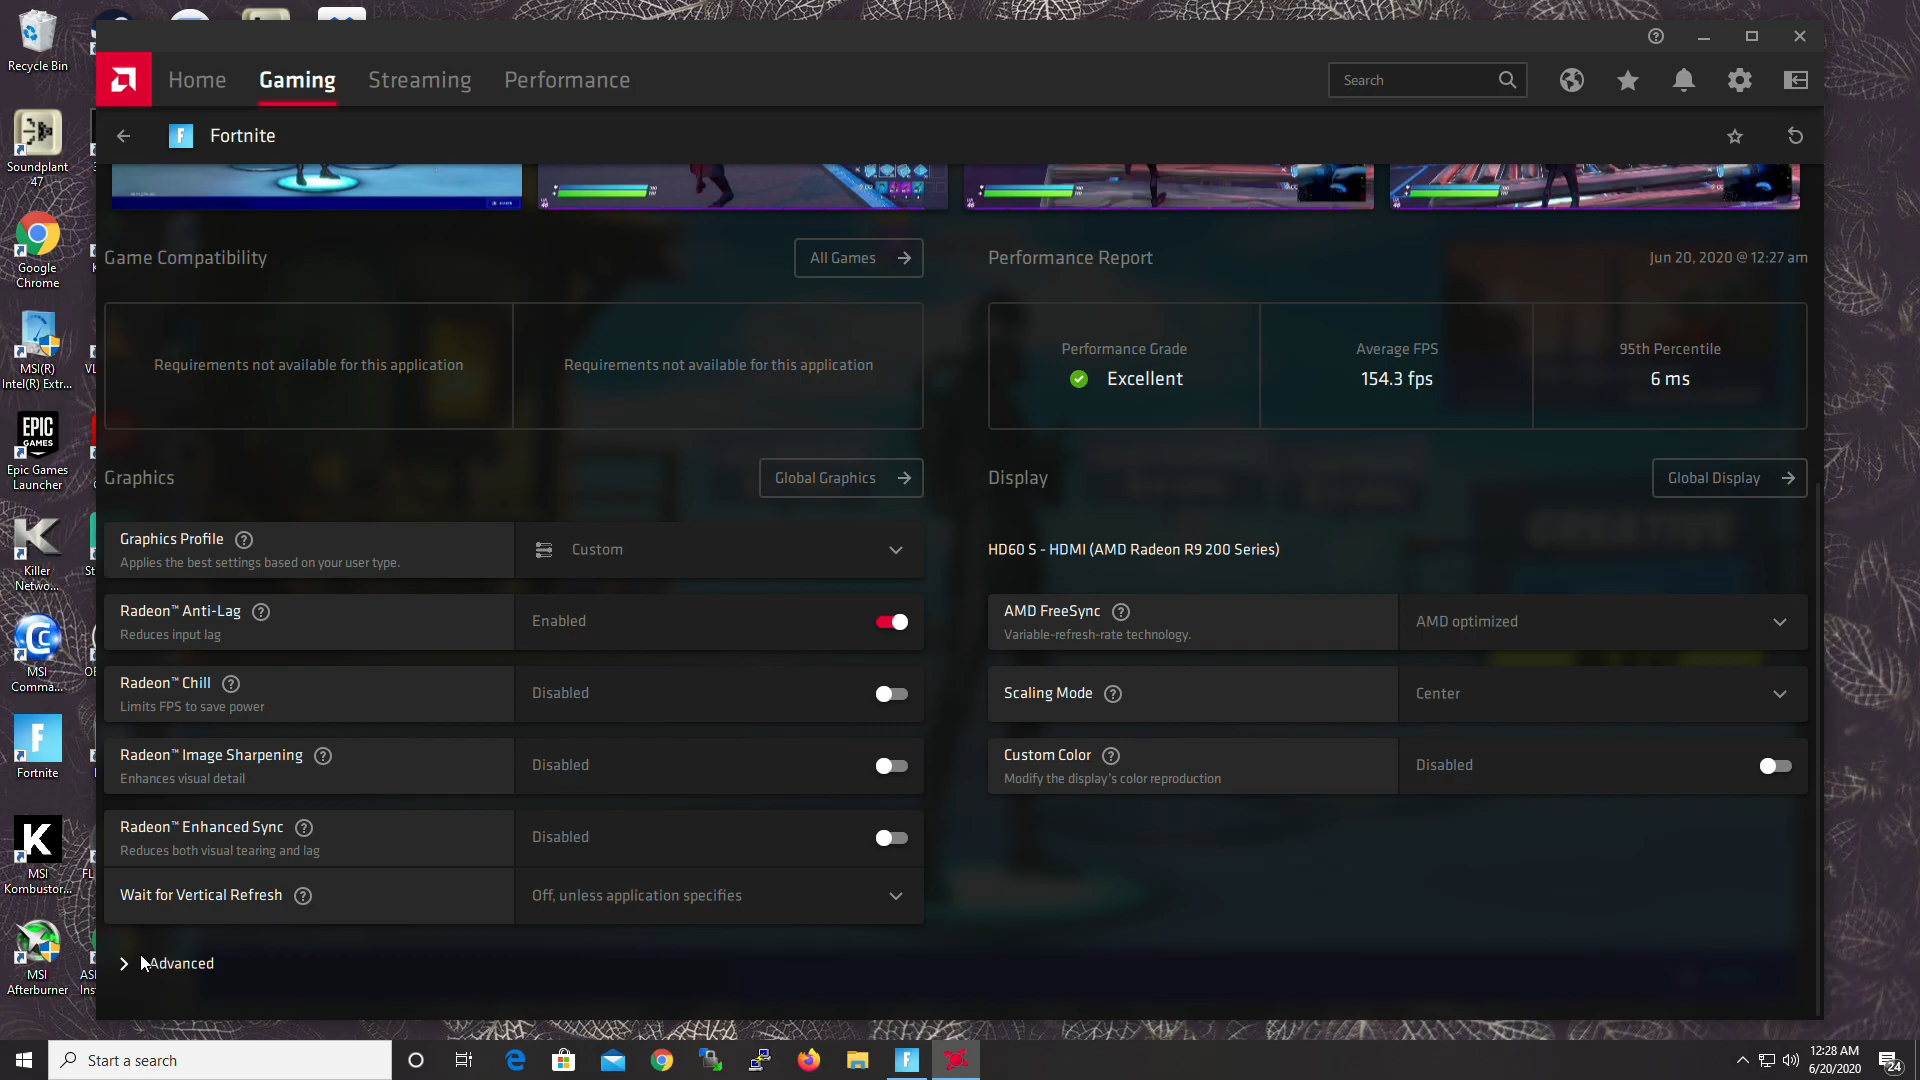 Recycle Bin
Soundplant
47
Google
Chrome
MSI(R)
Intel(R) Extr...
EPIC
GAMES
Epic Games
Launcher
Killer
Netwo...
MSI
Comma...
F
Fortnite
K
MSI
Kombustor...
MSI
Afterburner
Home
Gaming
Streaming
Performance
Search
F
Fortnite
Game Compatibility
All Games
Requirements not available for this application
Requirements not available for this application
Performance Report
Jun 20, 2020 @ 12:27 am
Performance Grade
Excellent
Average FPS
154.3 fps
95th Percentile
6 ms
Graphics
Global Graphics
Graphics Profile
Applies the best settings based on your user type.
Custom
Radeon™ Anti-Lag
Reduces input lag
Enabled
Radeon™ Chill
Limits FPS to save power
Disabled
Radeon™ Image Sharpening
Enhances visual detail
Disabled
Radeon™ Enhanced Sync
Reduces both visual tearing and lag
Disabled
Wait for Vertical Refresh
Off, unless application specifies
Advanced
Display
Global Display
HD60 S - HDMI (AMD Radeon R9 200 Series)
AMD FreeSync
Variable-refresh-rate technology.
AMD optimized
Scaling Mode
Center
Custom Color
Modify the display's color reproduction
Disabled
Start a search
12:28 AM
6/20/2020
24